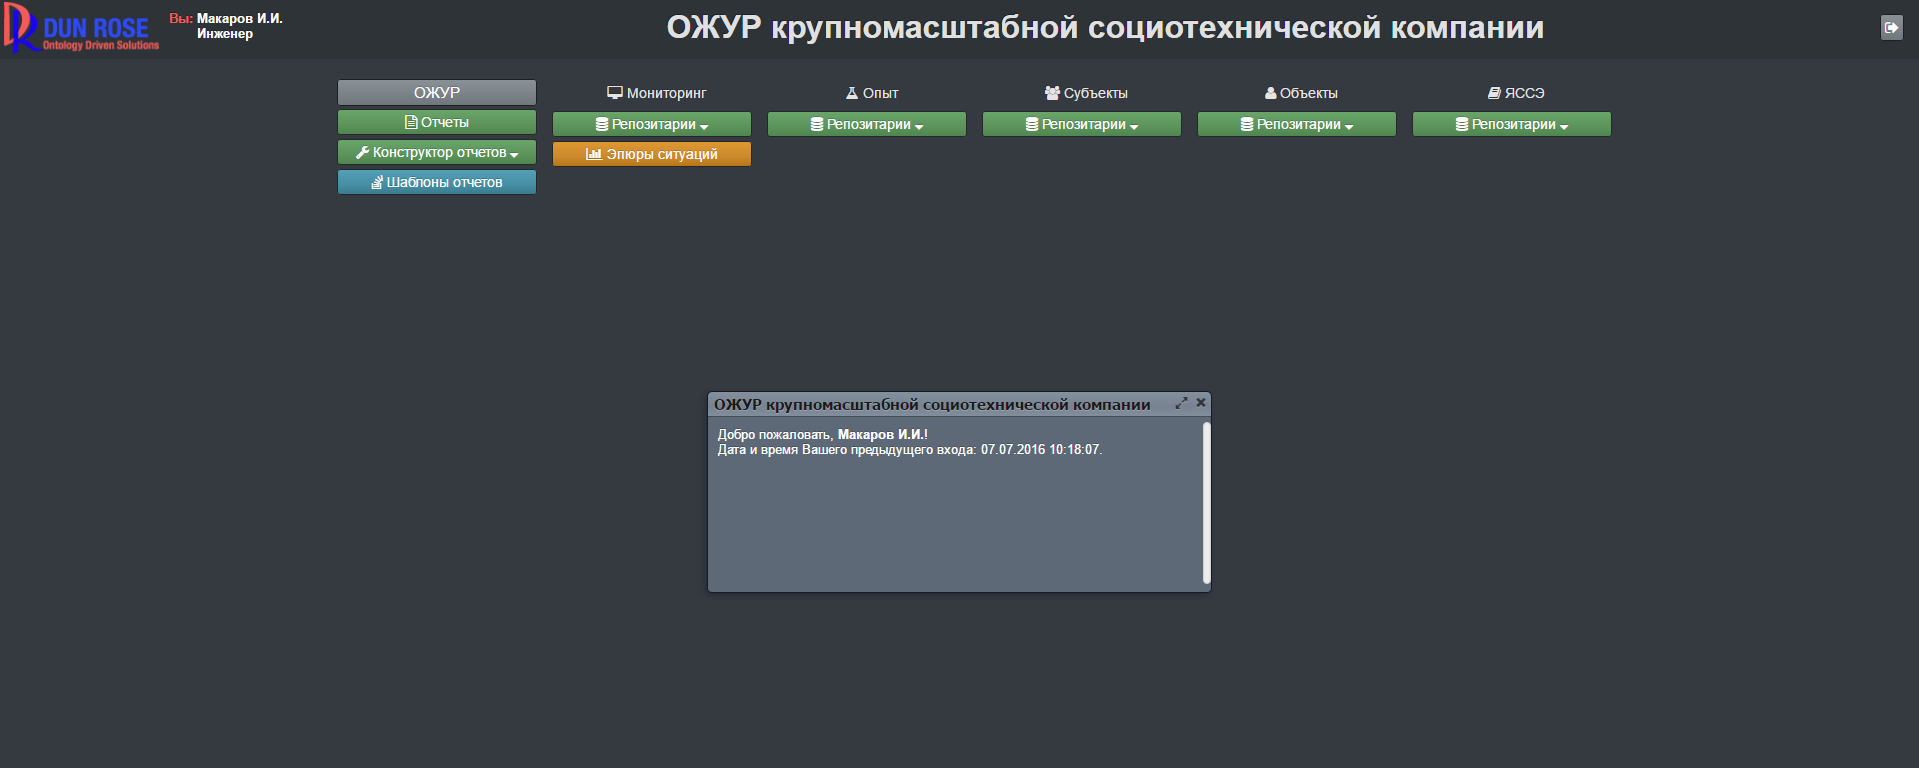 DUN ROSE
Ontology Driven Solutions
Вы: Макаров И.И.
Инженер
ОЖУР крупномасштабной социотехнической компании
ОЖУР
Отчеты
Конструктор отчетов
Шаблоны отчетов
Мониторинг
Репозитарии
Эпюры ситуаций
Опыт
Репозитарии
Субъекты
Репозитарии
Объекты
Репозитарии
ЯССЭ
Репозитарии
ОЖУР крупномасштабной социотехнической компании
Добро пожаловать, Макаров И.И.!
Дата и время Вашего предыдущего входа: 07.07.2016 10:18:07.